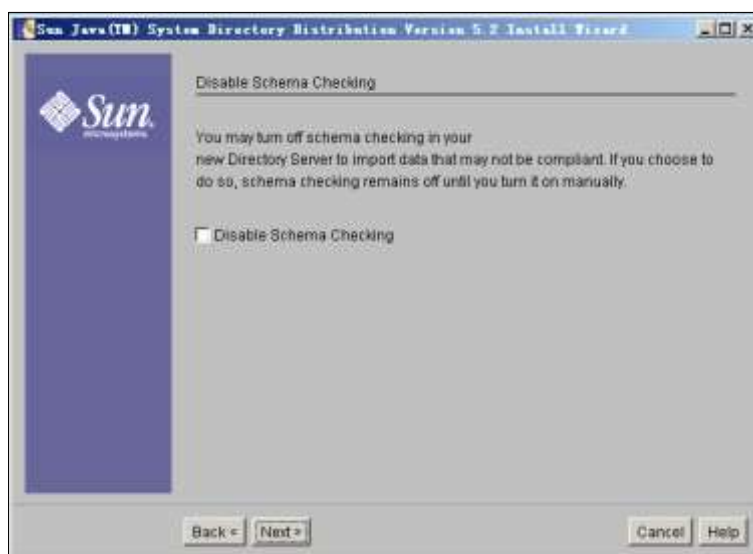 Sun Java(TM) System Directory Distribution Version 5.2 Install Wizard
Sun
microsystems
Disable Schema Checking
You may turn off schema checking in your
new Directory Server to import data that may not be compliant. If you choose to
do so, schema checking remains off until you turn it on manually.
Disable Schema Checking
Back <
Next >
Cancel
Help